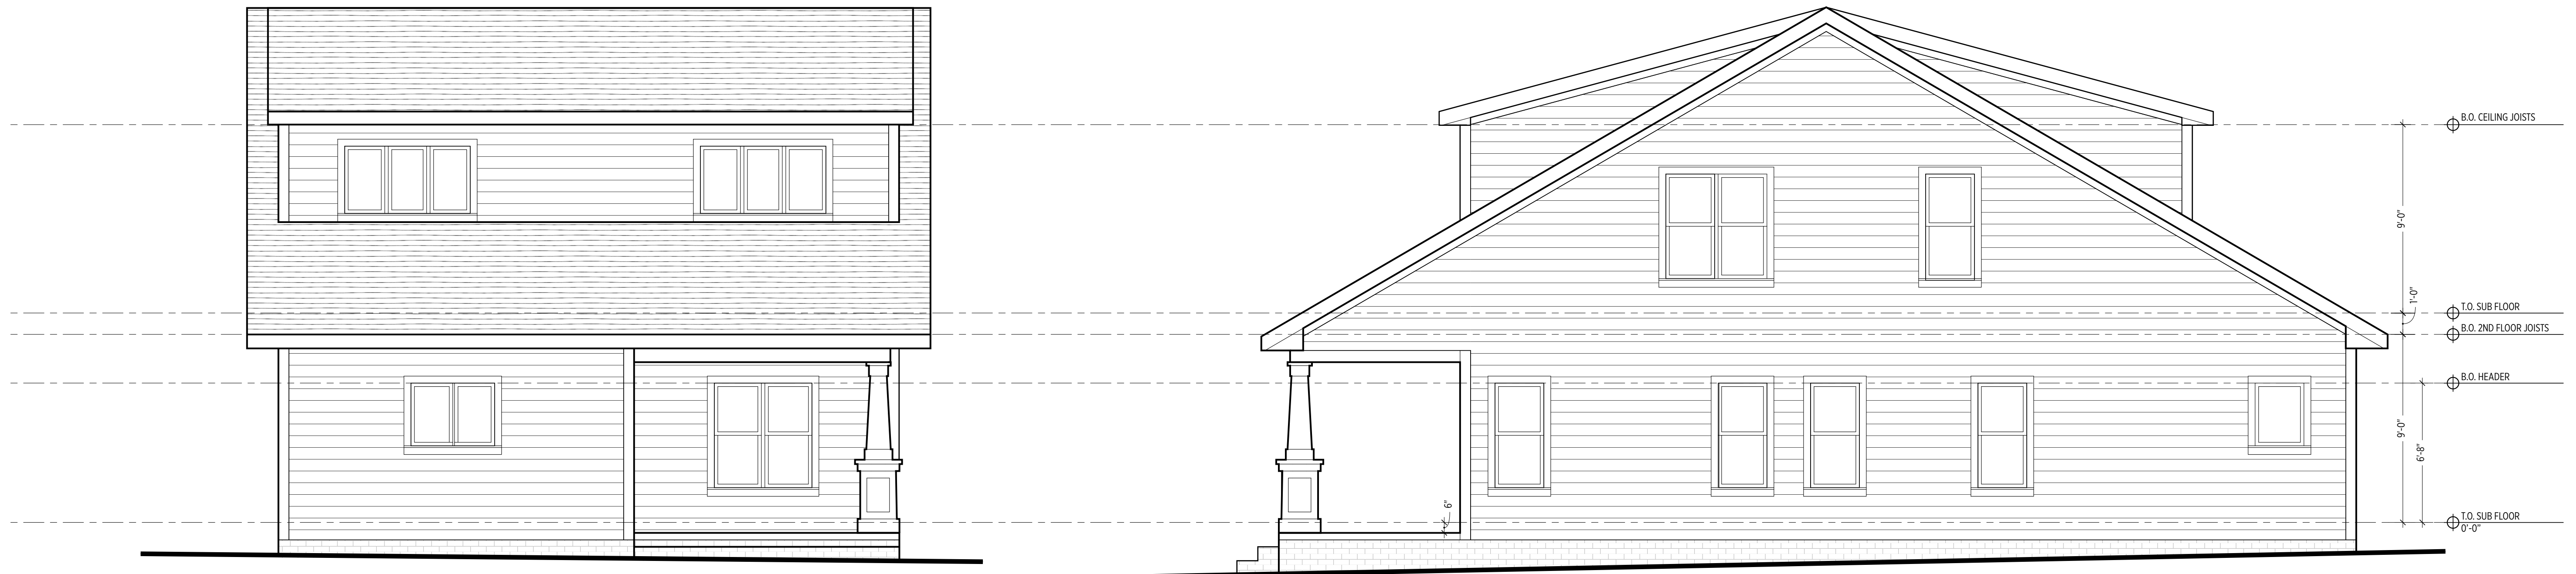 B.O. CEILING JOISTS
9'-0"
1'-0"
T.O. SUB FLOOR
B.O. 2ND FLOOR JOISTS
B.O. HEADER
9'-0"
6'-8"
6"
T.O. SUB FLOOR
0'-0"